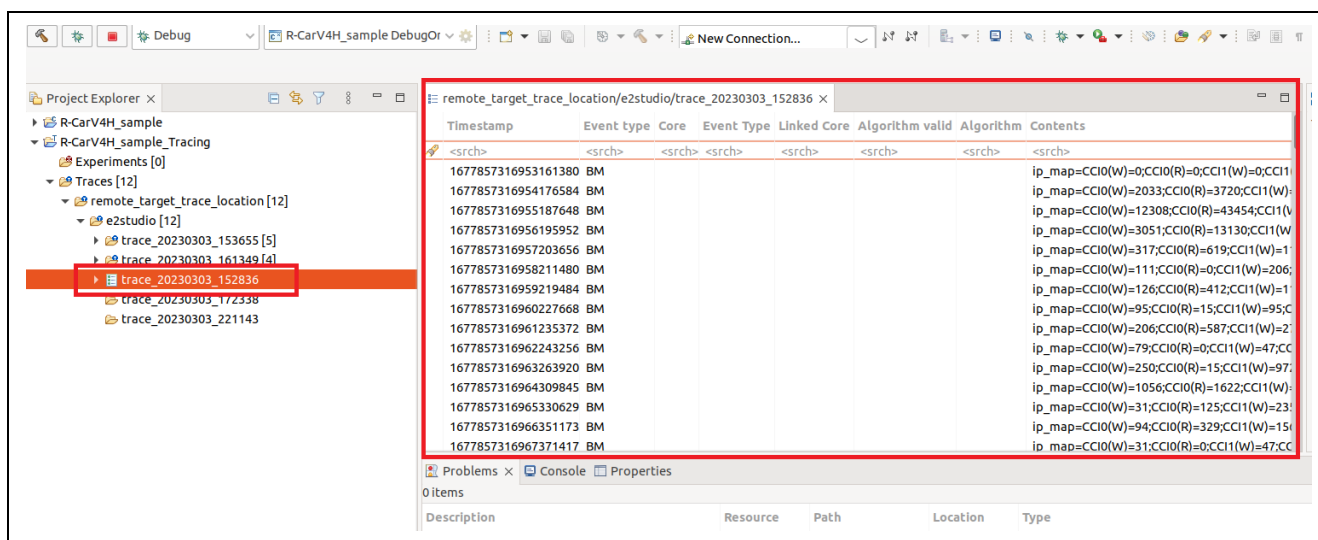 Debug R-CarV4H_sample DebugOr New Connection...
Project Explorer
R-CarV4H_sample
R-CarV4H_sample_Tracing
Experiments [0]
Traces [12]
remote_target_trace_location [12]
e2studio [12]
trace_20230303_153655 [5]
trace_20230303_161349 [4]
trace_20230303_152836
trace_20230303_172338
trace_20230303_221143
remote_target_trace_location/e2studio/trace_20230303_152836
Timestamp Event type Core Event Type Linked Core Algorithm valid Algorithm Contents
<srch> <srch> <srch> <srch> <srch> <srch> <srch> <srch>
1677857316953161380 BM ip_map=CCI0(W)=0;CCI0(R)=0;CCI1(W)=0;CCI1
1677857316954176584 BM ip_map=CCI0(W)=2033;CCI0(R)=3720;CCI1(W)=
1677857316955187648 BM ip_map=CCI0(W)=12308;CCI0(R)=43454;CCI1(
1677857316956195952 BM ip_map=CCI0(W)=3051;CCI0(R)=13130;CCI1(W
1677857316957203656 BM ip_map=CCI0(W)=317;CCI0(R)=619;CCI1(W)=1
1677857316958211480 BM ip_map=CCI0(W)=111;CCI0(R)=0;CCI1(W)=206;
1677857316959219484 BM ip_map=CCI0(W)=126;CCI0(R)=412;CCI1(W)=1
1677857316960227668 BM ip_map=CCI0(W)=95;CCI0(R)=15;CCI1(W)=95;C
1677857316961235372 BM ip_map=CCI0(W)=206;CCI0(R)=587;CCI1(W)=2
1677857316962243256 BM ip_map=CCI0(W)=79;CCI0(R)=0;CCI1(W)=47;CC
1677857316963263920 BM ip_map=CCI0(W)=250;CCI0(R)=15;CCI1(W)=97
1677857316964309845 BM ip_map=CCI0(W)=1056;CCI0(R)=1622;CCI1(W)=
1677857316965330629 BM ip_map=CCI0(W)=31;CCI0(R)=125;CCI1(W)=23
1677857316966351173 BM ip_map=CCI0(W)=94;CCI0(R)=329;CCI1(W)=15
1677857316967371417 BM ip_map=CCI0(W)=31;CCI0(R)=0;CCI1(W)=47;CC
Problems Console Properties
0 items
Description Resource Path Location Type